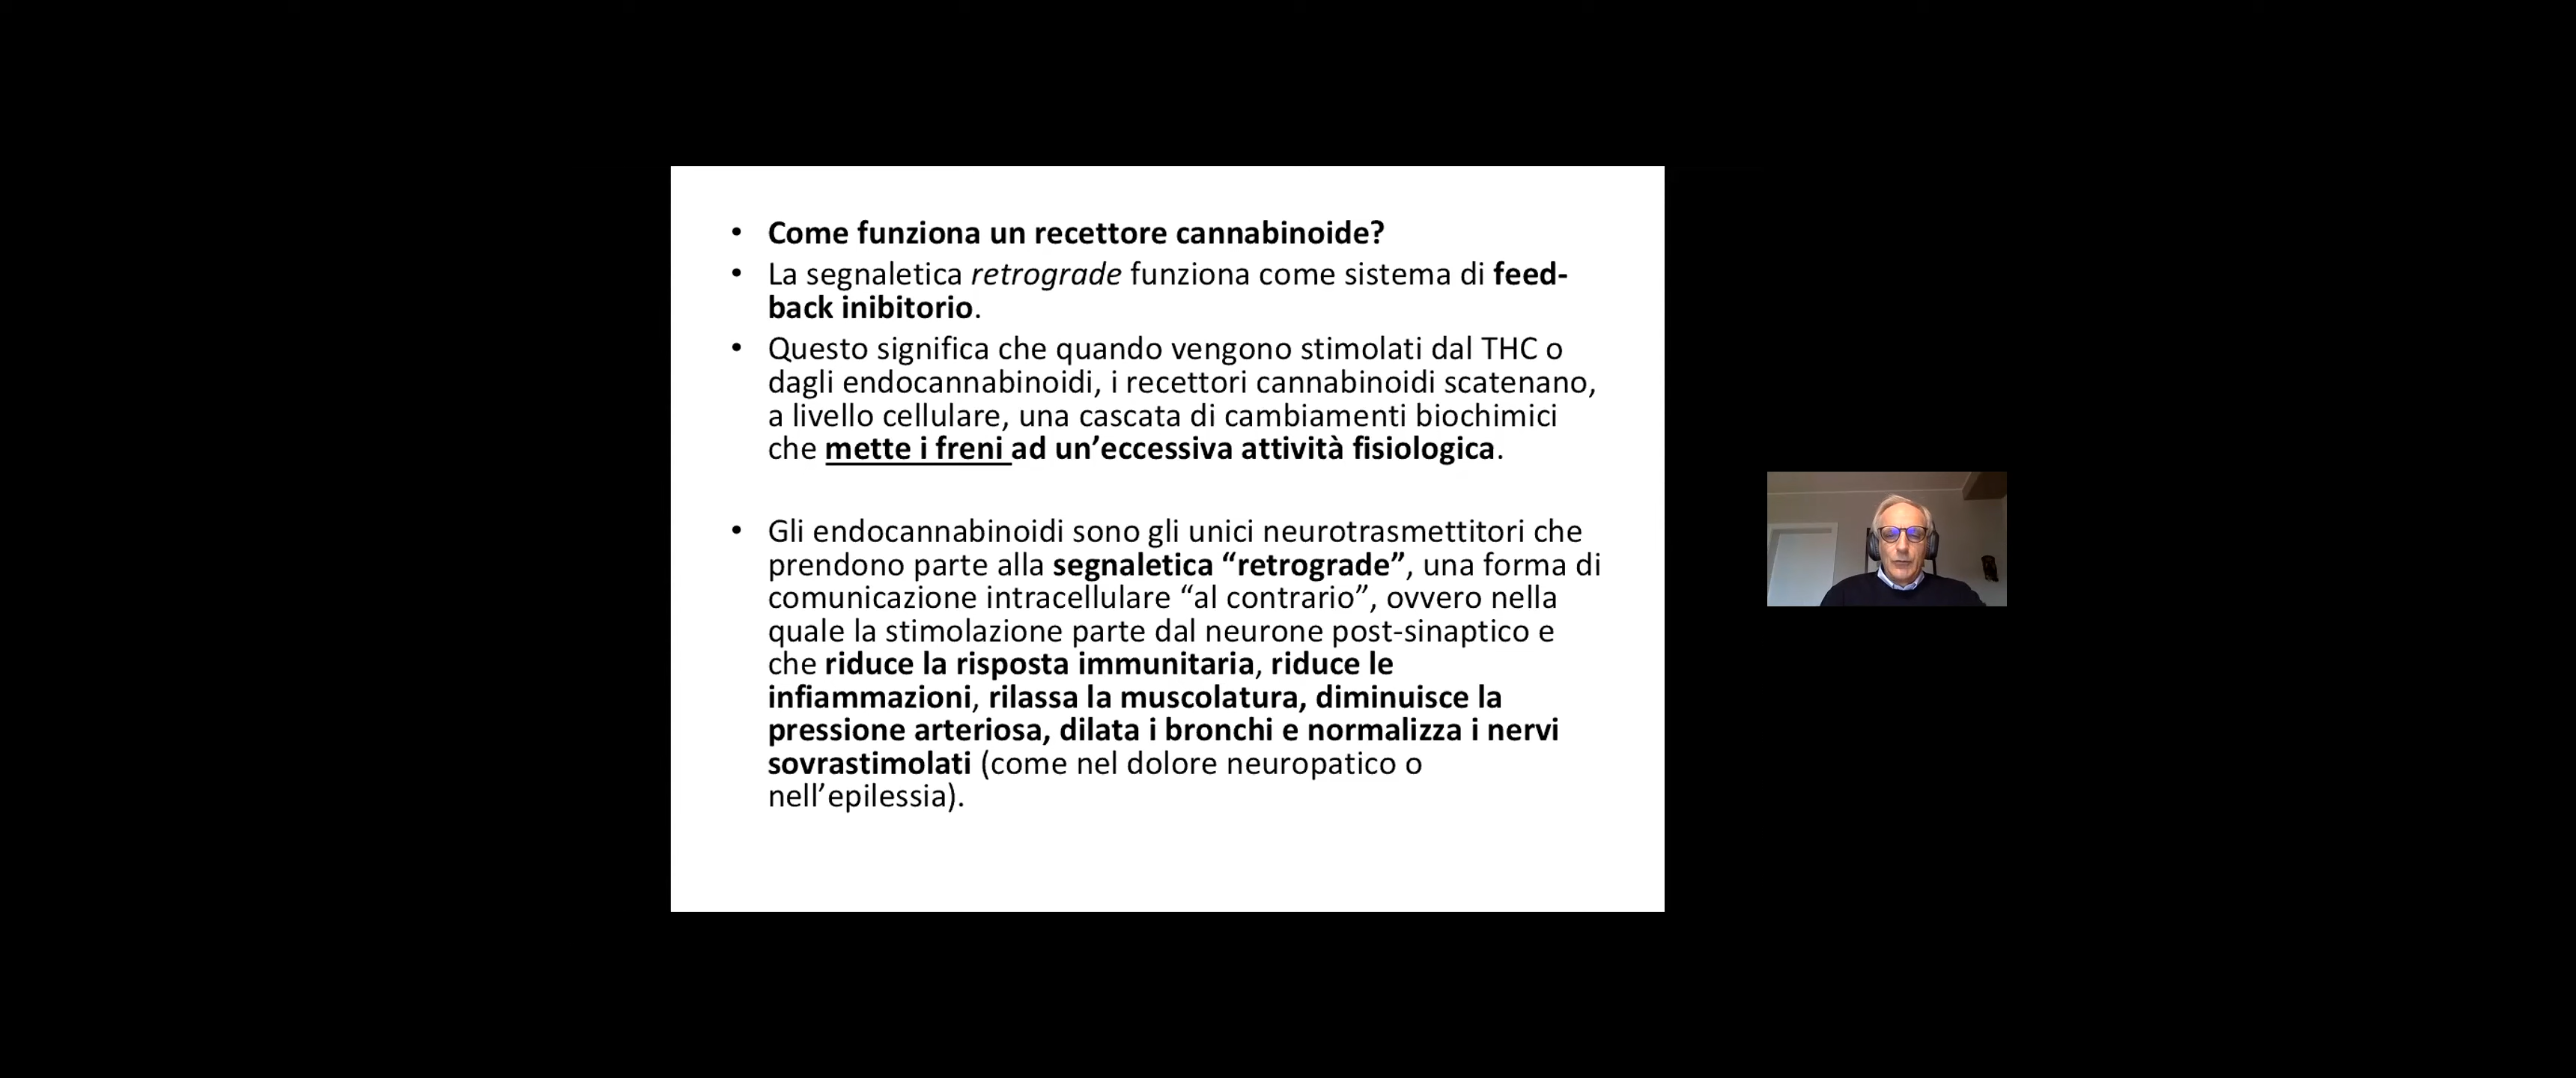 • Come funziona un recettore cannabinoide?
• La segnaletica retrograde funziona come sistema di feed-
back inibitorio.
• Questo significa che quando vengono stimolati dal THC o
dagli endocannabinoidi, i recettori cannabinoidi scatenano,
a livello cellulare, una cascata di cambiamenti biochimici
che mette i freni ad un’eccessiva attività fisiologica.
• Gli endocannabinoidi sono gli unici neurotrasmettitori che
prendono parte alla segnaletica “retrograde”, una forma di
comunicazione intracellulare “al contrario”, ovvero nella
quale la stimolazione parte dal neurone post-sinaptico e
che riduce la risposta immunitaria, riduce le
infiammazioni, rilassa la muscolatura, diminuisce la
pressione arteriosa, dilata i bronchi e normalizza i nervi
sovrastimolati (come nel dolore neuropatico o
nell’epilessia).